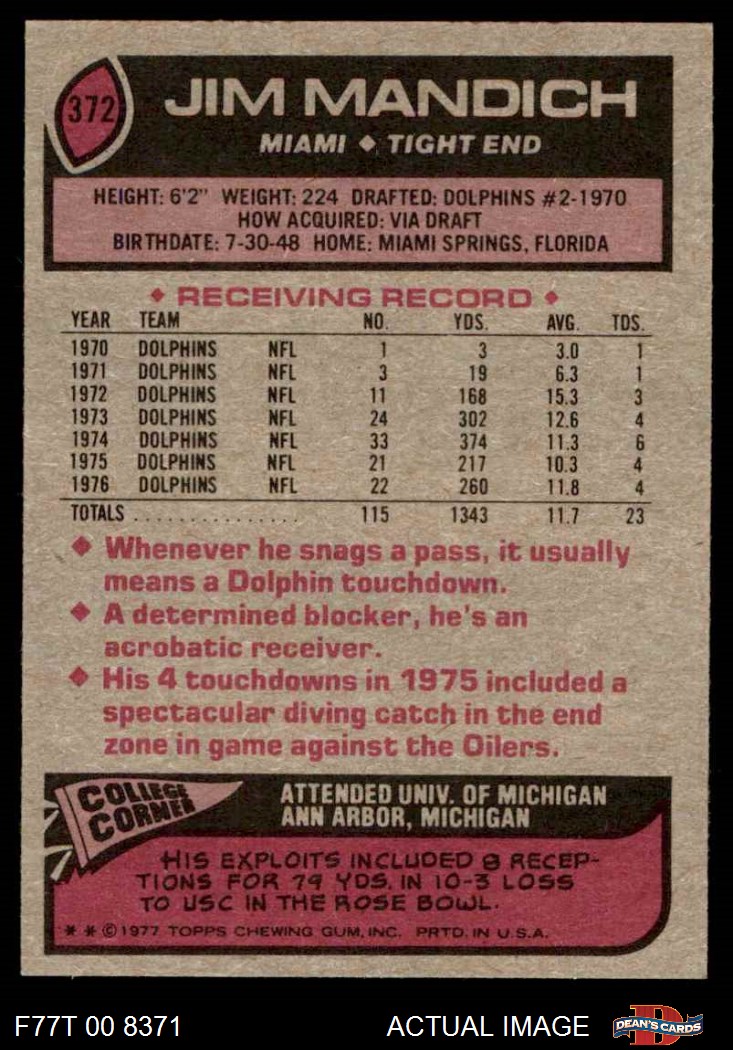 372
JIM MANDICH
MIAMI ◆ TIGHT END
HEIGHT: 6'2" WEIGHT: 224 DRAFTED: DOLPHINS #2-1970
HOW ACQUIRED: VIA DRAFT
BIRTHDATE: 7-30-48 HOME: MIAMI SPRINGS, FLORIDA
◆ RECEIVING RECORD ◆
YEAR TEAM NO. YDS. AVG. TDS.
1970 DOLPHINS NFL 1 3 3.0 1
1971 DOLPHINS NFL 3 19 6.3 1
1972 DOLPHINS NFL 11 168 15.3 3
1973 DOLPHINS NFL 24 302 12.6 4
1974 DOLPHINS NFL 33 374 11.3 6
1975 DOLPHINS NFL 21 217 10.3 4
1976 DOLPHINS NFL 22 260 11.8 4
TOTALS ................ 115 1343 11.7 23
◆ Whenever he snags a pass, it usually
means a Dolphin touchdown.
◆ A determined blocker, he's an
acrobatic receiver.
◆ His 4 touchdowns in 1975 included a
spectacular diving catch in the end
zone in game against the Oilers.
COLLEGE
CORNER
ATTENDED UNIV. OF MICHIGAN
ANN ARBOR, MICHIGAN
HIS EXPLOITS INCLUDED 8 RECEP-
TIONS FOR 79 YDS. IN 10-3 LOSS
TO USC IN THE ROSE BOWL.
* * © 1977 TOPPS CHEWING GUM, INC. PRTD. IN U.S.A.
F77T 00 8371 ACTUAL IMAGE
D
DEAN'S CARDS